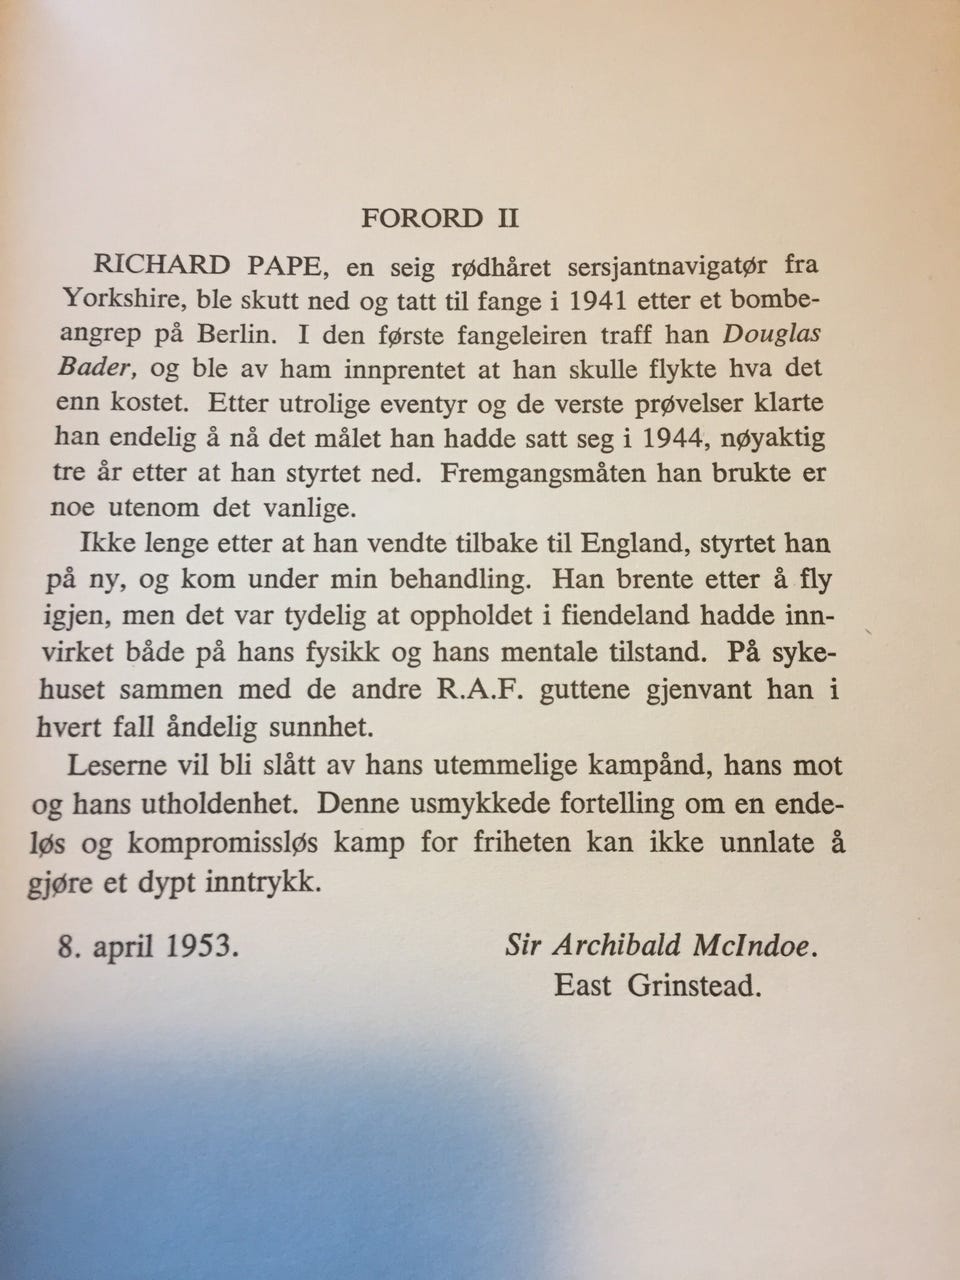 FORORD II
RICHARD PAPE, en seig rødhåret sersjantnavigatør fra
Yorkshire, ble skutt ned og tatt til fange i 1941 etter et bombe-
angrep på Berlin. I den første fangeleiren traff han Douglas
Bader, og ble av ham innprentet at han skulle flykte hva det
enn kostet. Etter utrolige eventyr og de verste prøvelser klarte
han endelig å nå det målet han hadde satt seg i 1944, nøyaktig
tre år etter at han styrtet ned. Fremgangsmåten han brukte er
noe utenom det vanlige.
Ikke lenge etter at han vendte tilbake til England, styrtet han
på ny, og kom under min behandling. Han brente etter å fly
igjen, men det var tydelig at oppholdet i fiendeland hadde inn-
virket både på hans fysikk og hans mentale tilstand. På syke-
huset sammen med de andre R.A.F. guttene gjenvant han i
hvert fall åndelig sunnhet.
Leserne vil bli slått av hans utemmelige kampånd, hans mot
og hans utholdenhet. Denne usmykkede fortelling om en ende-
løs og kompromissløs kamp for friheten kan ikke unnlate å
gjøre et dypt inntrykk.
8. april 1953. Sir Archibald McIndoe.
East Grinstead.